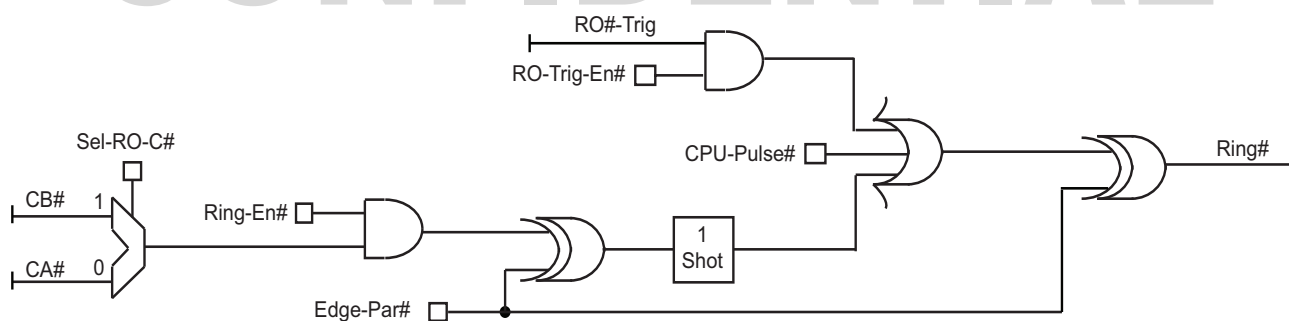 CONFIDENTIAL
RO#-Trig
RO-Trig-En#
Sel-RO-C#
CPU-Pulse#
Ring#
CB#
1
Ring-En#
1
Shot
CA#
0
Edge-Par#